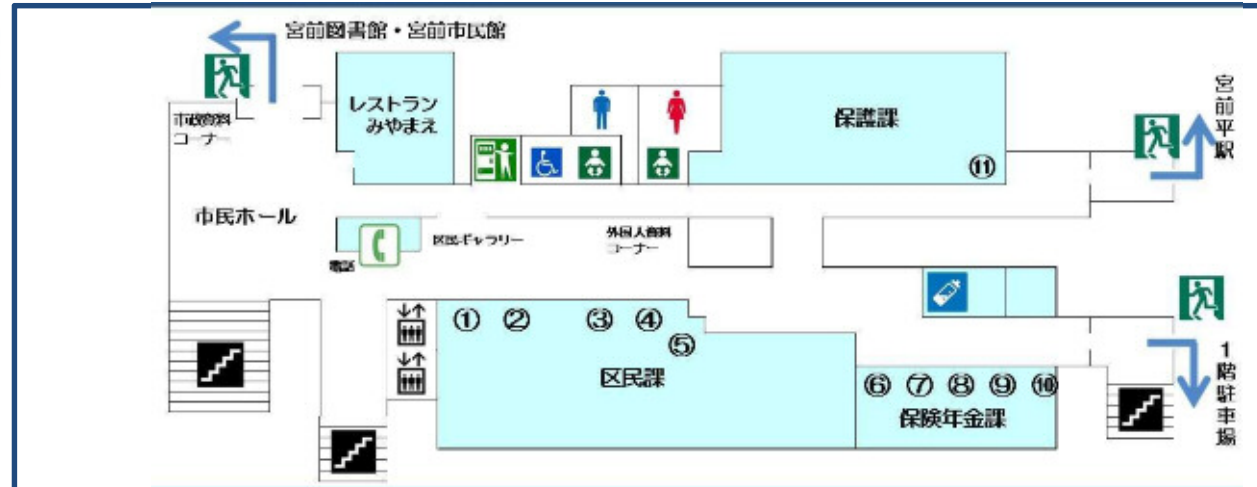 宮前図書館・宮前市民館
市政資料
コーナー
レストラン
みやまえ
保護課
⑪
宮前平駅
市民ホール
電話
区民ギャラリー
外国人資料
コーナー
① ② ③ ④
⑤
区民課
⑥ ⑦ ⑧ ⑨ ⑩
保険年金課
1階駐車場